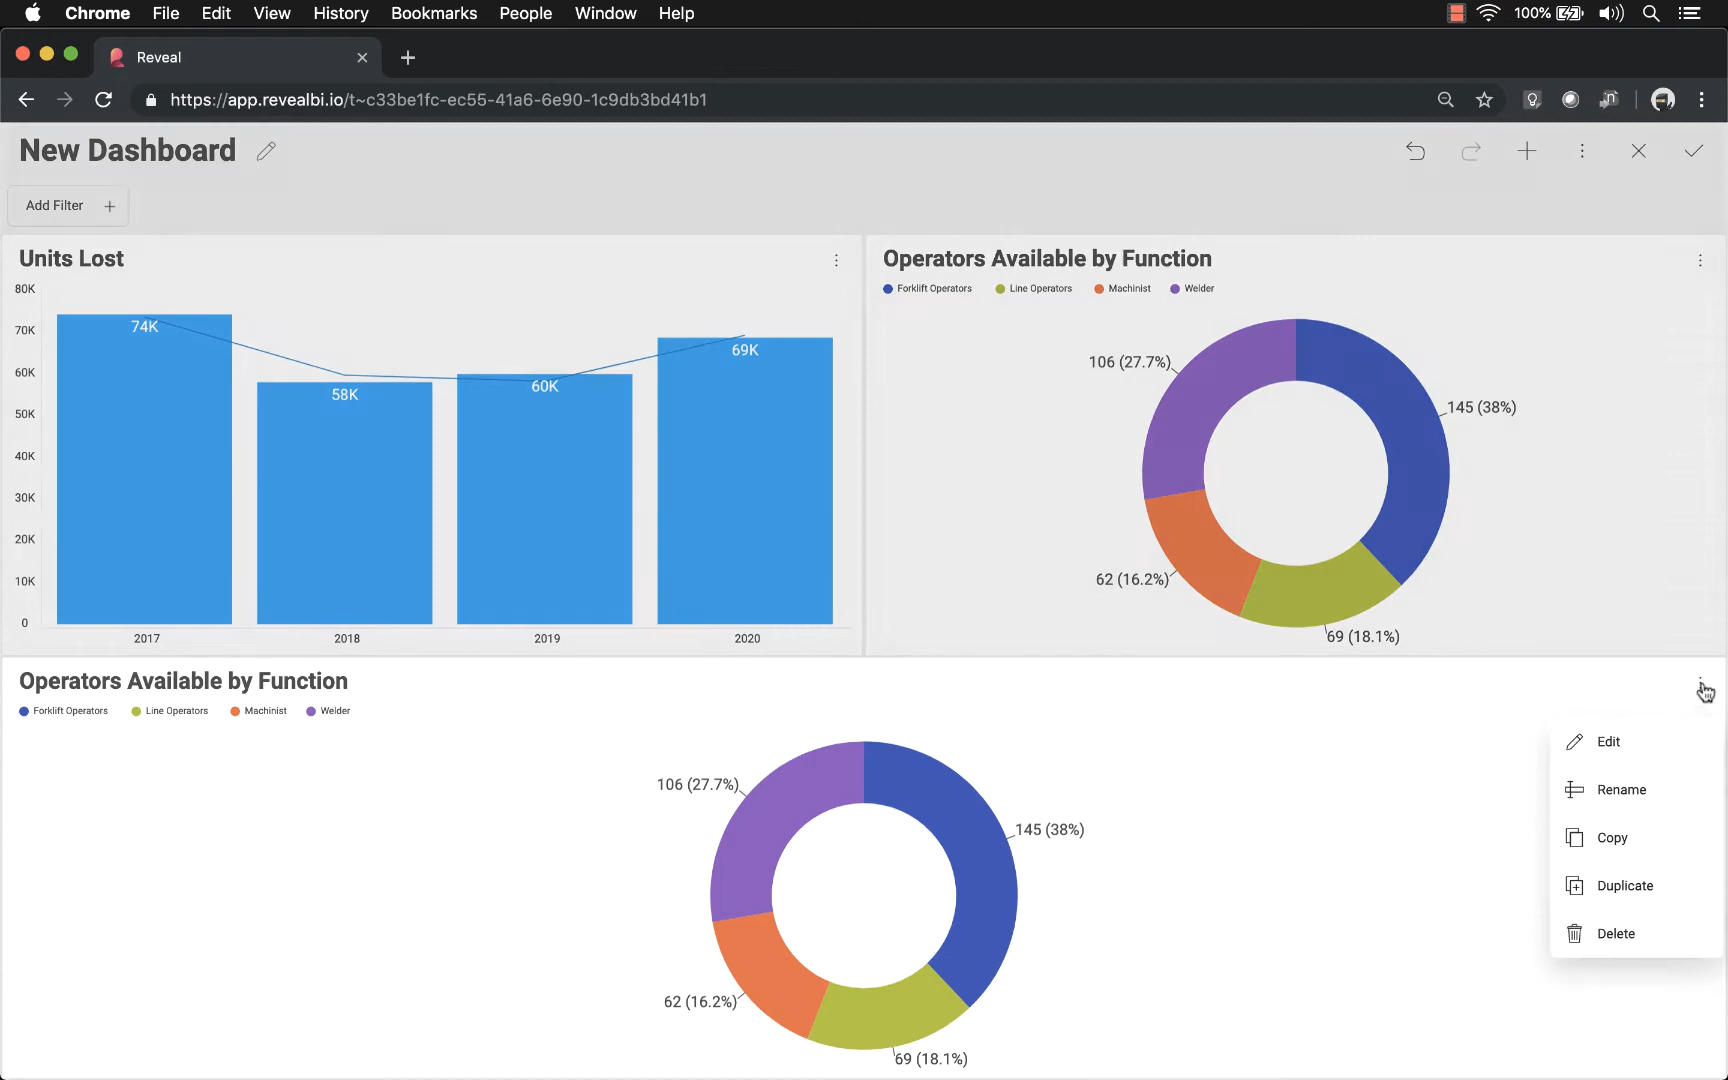 Chrome File Edit View History Bookmarks People Window Help 100%
Reveal
https://app.revealbi.io/t~c33be1fc-ec55-41a6-6e90-1c9db3bd41b1
New Dashboard
Add Filter +
Units Lost
80K
70K
60K
50K
40K
30K
20K
10K
0
74K
58K
60K
69K
2017 2018 2019 2020
Operators Available by Function
Forklift Operators Line Operators Machinist Welder
106 (27.7%)
145 (38%)
62 (16.2%)
69 (18.1%)
Operators Available by Function
Forklift Operators Line Operators Machinist Welder
106 (27.7%)
145 (38%)
62 (16.2%)
69 (18.1%)
Edit
Rename
Copy
Duplicate
Delete